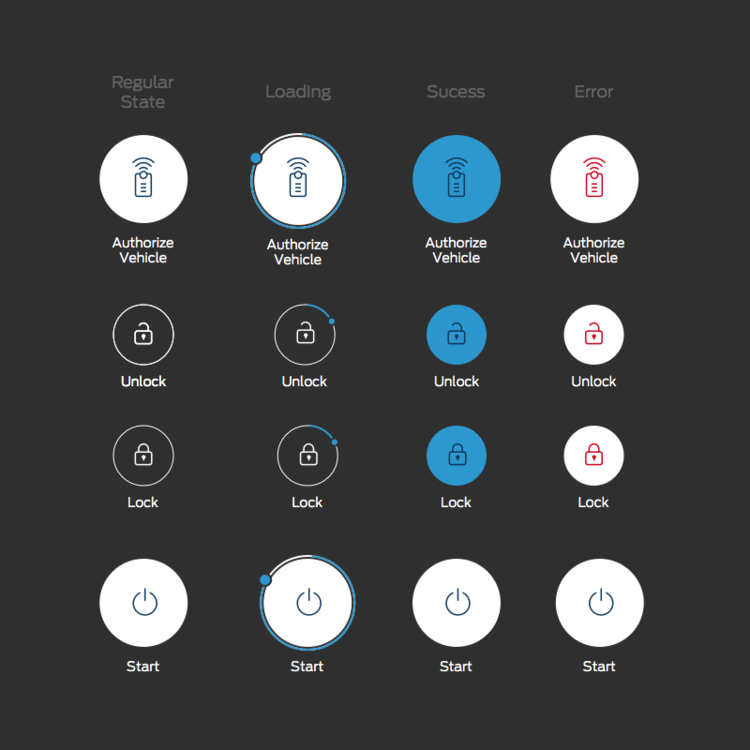 Regular
State
Loading
Sucess
Error
Authorize
Vehicle
Authorize
Vehicle
Authorize
Vehicle
Authorize
Vehicle
Unlock
Unlock
Unlock
Unlock
Lock
Lock
Lock
Lock
Start
Start
Start
Start